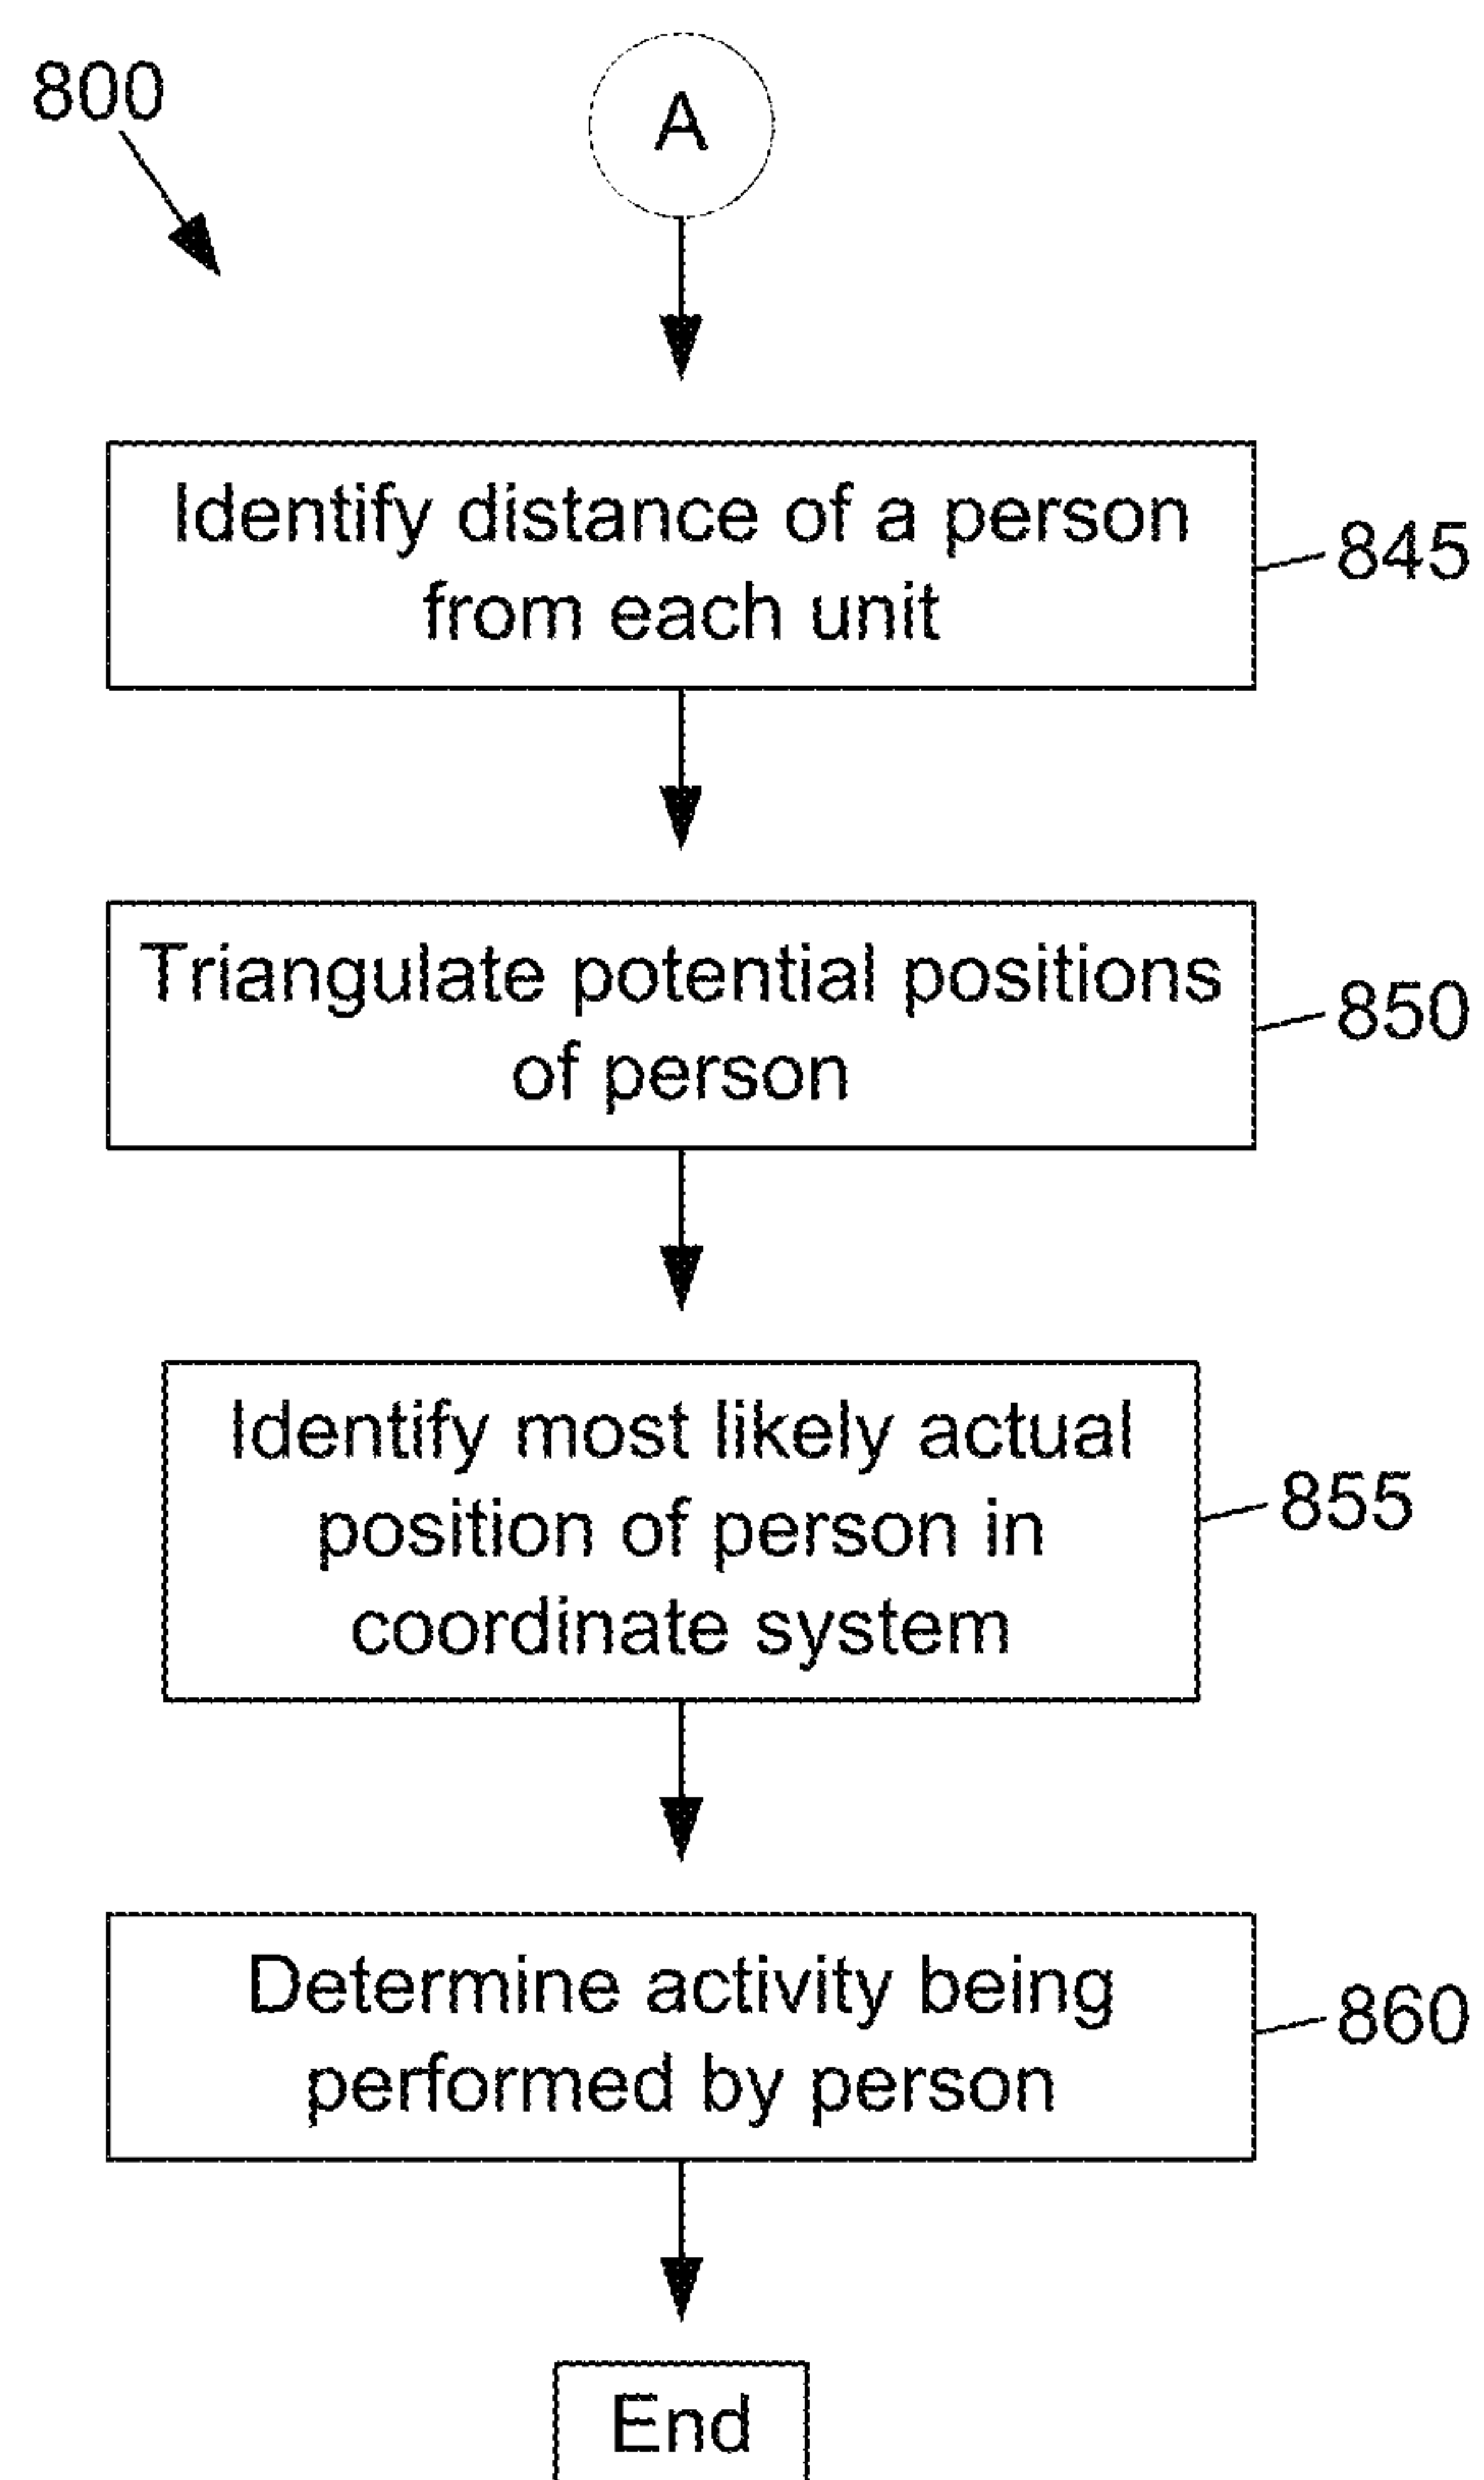 800
A
Identify distance of a person
from each unit
845
Triangulate potential positions
of person
850
Identify most likely actual
position of person in
coordinate system
855
Determine activity being
performed by person
860
End